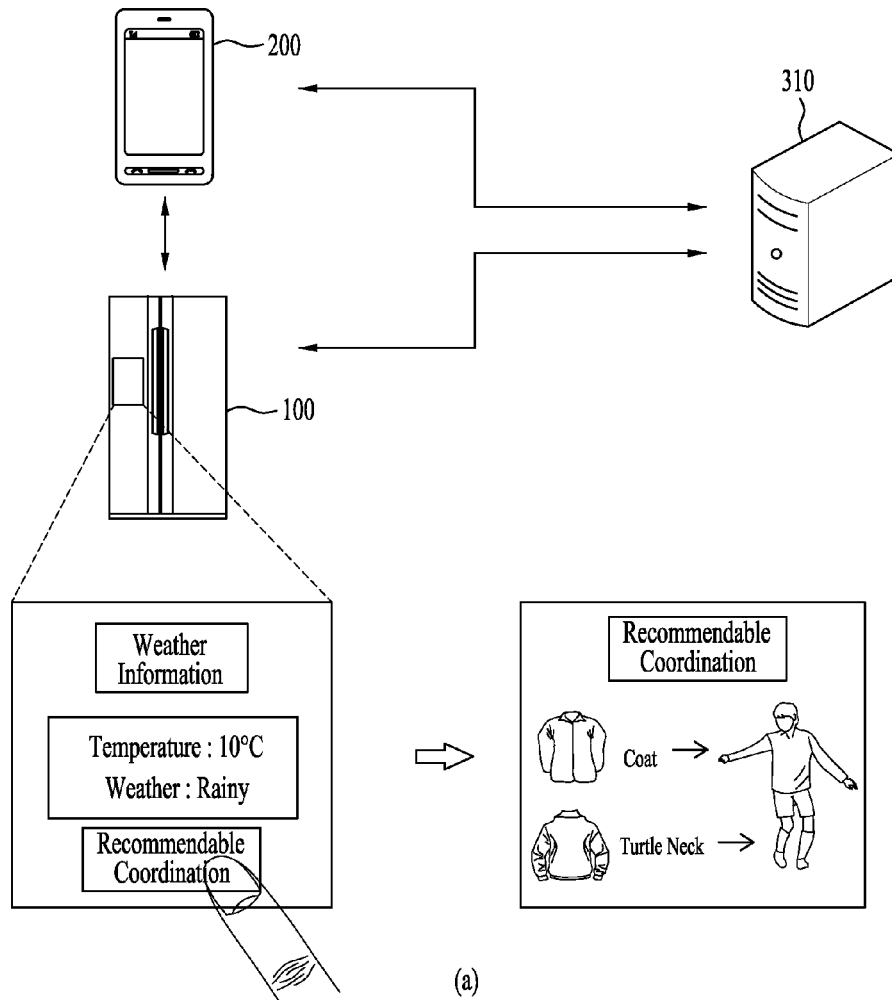 200
310
100
Weather
Information
Temperature : 10°C
Weather : Rainy
Recommendable
Coordination
Recommendable
Coordination
Coat
Turtle Neck
(a)